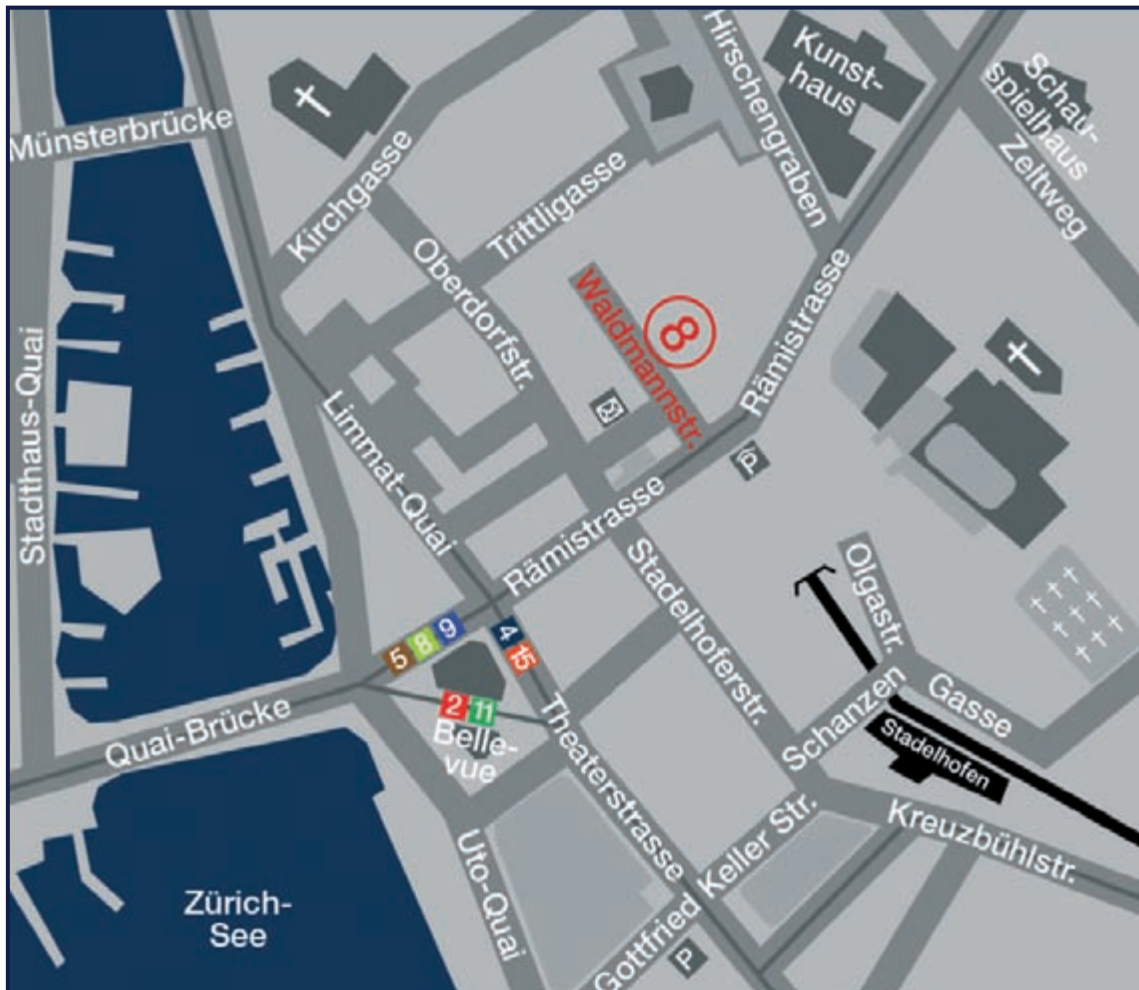 Münsterbrücke
Kirchgasse
Trittligasse
Hirschengraben
Kunst-
haus
Schau-
spielhaus
Zeltweg
Oberdorfstr.
Waldmannstr.
8
Rämistrasse
Stadthaus-Quai
Limmat-Quai
P
Rämistrasse
Stadelhoferstr.
Olgastr.
5
8
9
4
15
2
11
Belle-
vue
Quai-Brücke
Theaterstrasse
Schanzen
Gasse
Stadelhofen
Kreuzbühlstr.
Uto-Quai
Gottfried Keller Str.
P
Zürich-
See